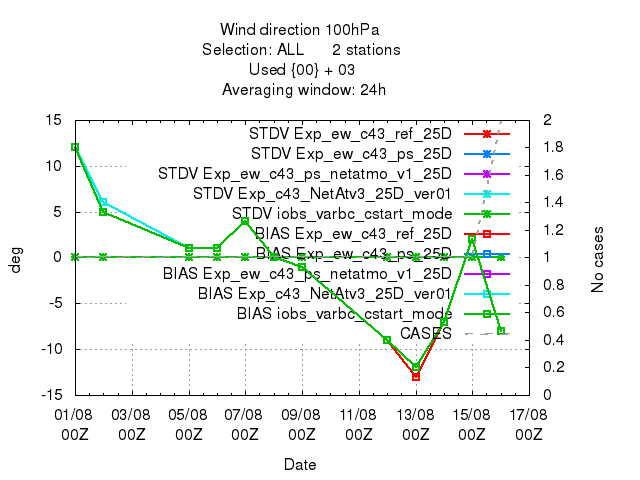 Wind direction 100hPa
Selection: ALL 2 stations
Used {00} + 03
Averaging window: 24h
15
10
5
0
-5
-10
-15
deg
2
1.8
1.6
1.4
1.2
1
0.8
0.6
0.4
0.2
0
No cases
STDV Exp_ew_c43_ref_25D
STDV Exp_ew_c43_ps_25D
STDV Exp_ew_c43_ps_netatmo_v1_25D
STDV Exp_c43_NetAtv3_25D_ver01
STDV iobs_varbc_cstart_mode
BIAS Exp_ew_c43_ref_25D
BIAS Exp_ew_c43_ps_25D
BIAS Exp_ew_c43_ps_netatmo_v1_25D
BIAS Exp_c43_NetAtv3_25D_ver01
BIAS iobs_varbc_cstart_mode
CASES
01/08 03/08 05/08 07/08 09/08 11/08 13/08 15/08 17/08
00Z 00Z 00Z 00Z 00Z 00Z 00Z 00Z 00Z
Date